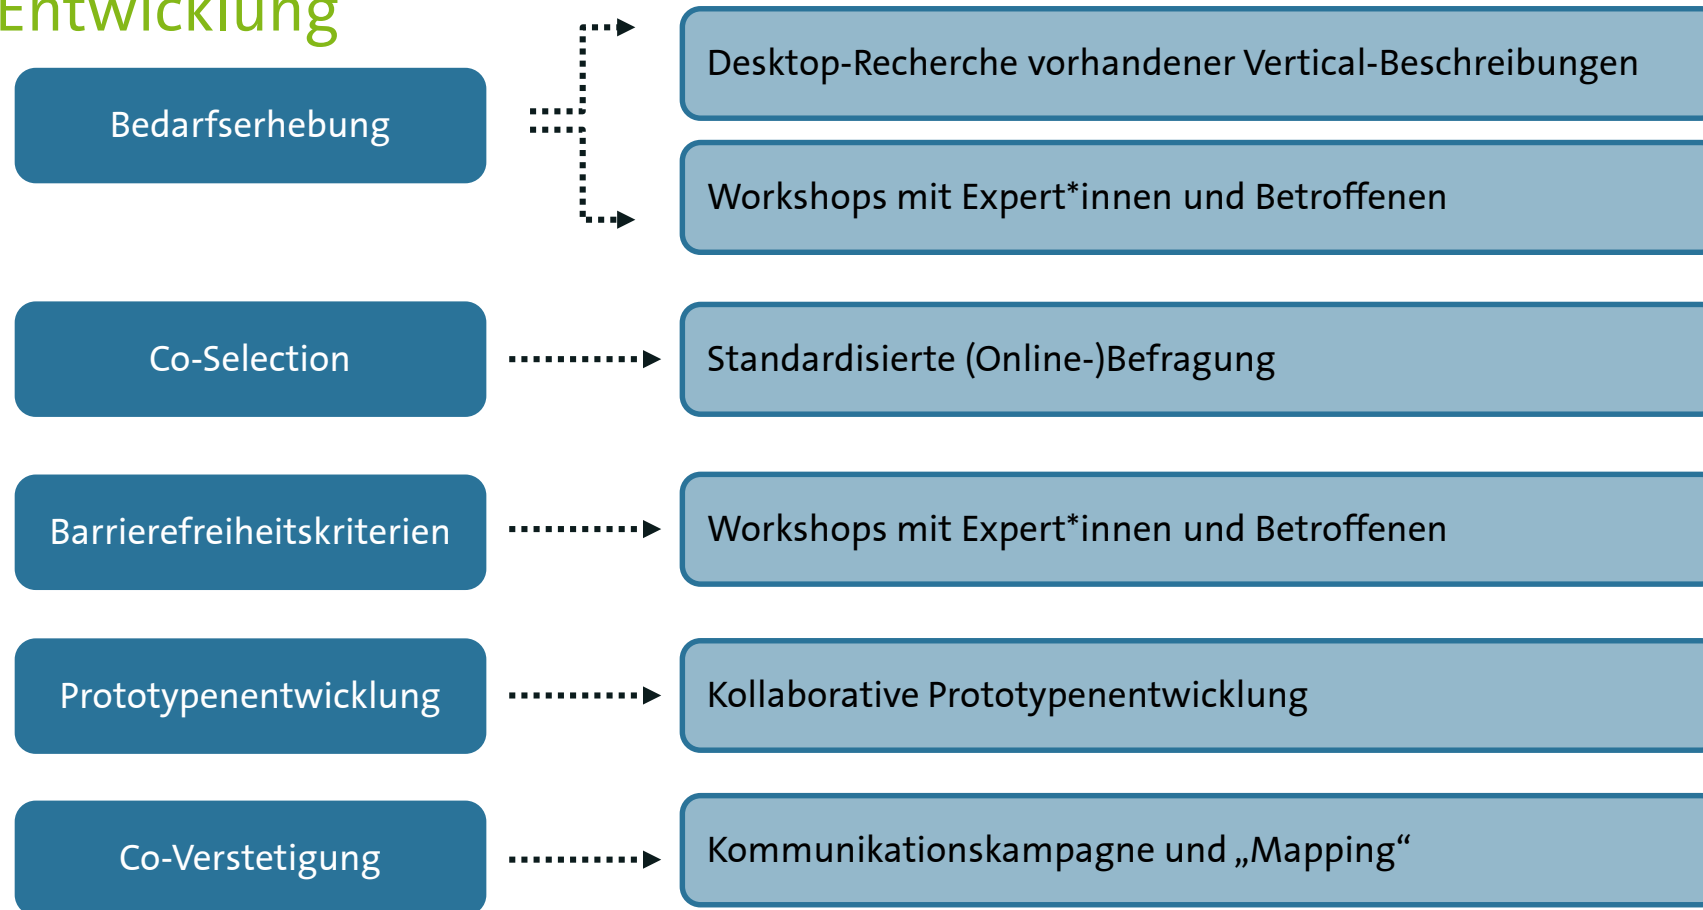 Entwicklung
Bedarfserhebung
Desktop-Recherche vorhandener Vertical-Beschreibungen
Workshops mit Expert*innen und Betroffenen
Co-Selection
Standardisierte (Online-)Befragung
Barrierefreiheitskriterien
Workshops mit Expert*innen und Betroffenen
Prototypenentwicklung
Kollaborative Prototypenentwicklung
Co-Verstetigung
Kommunikationskampagne und „Mapping“